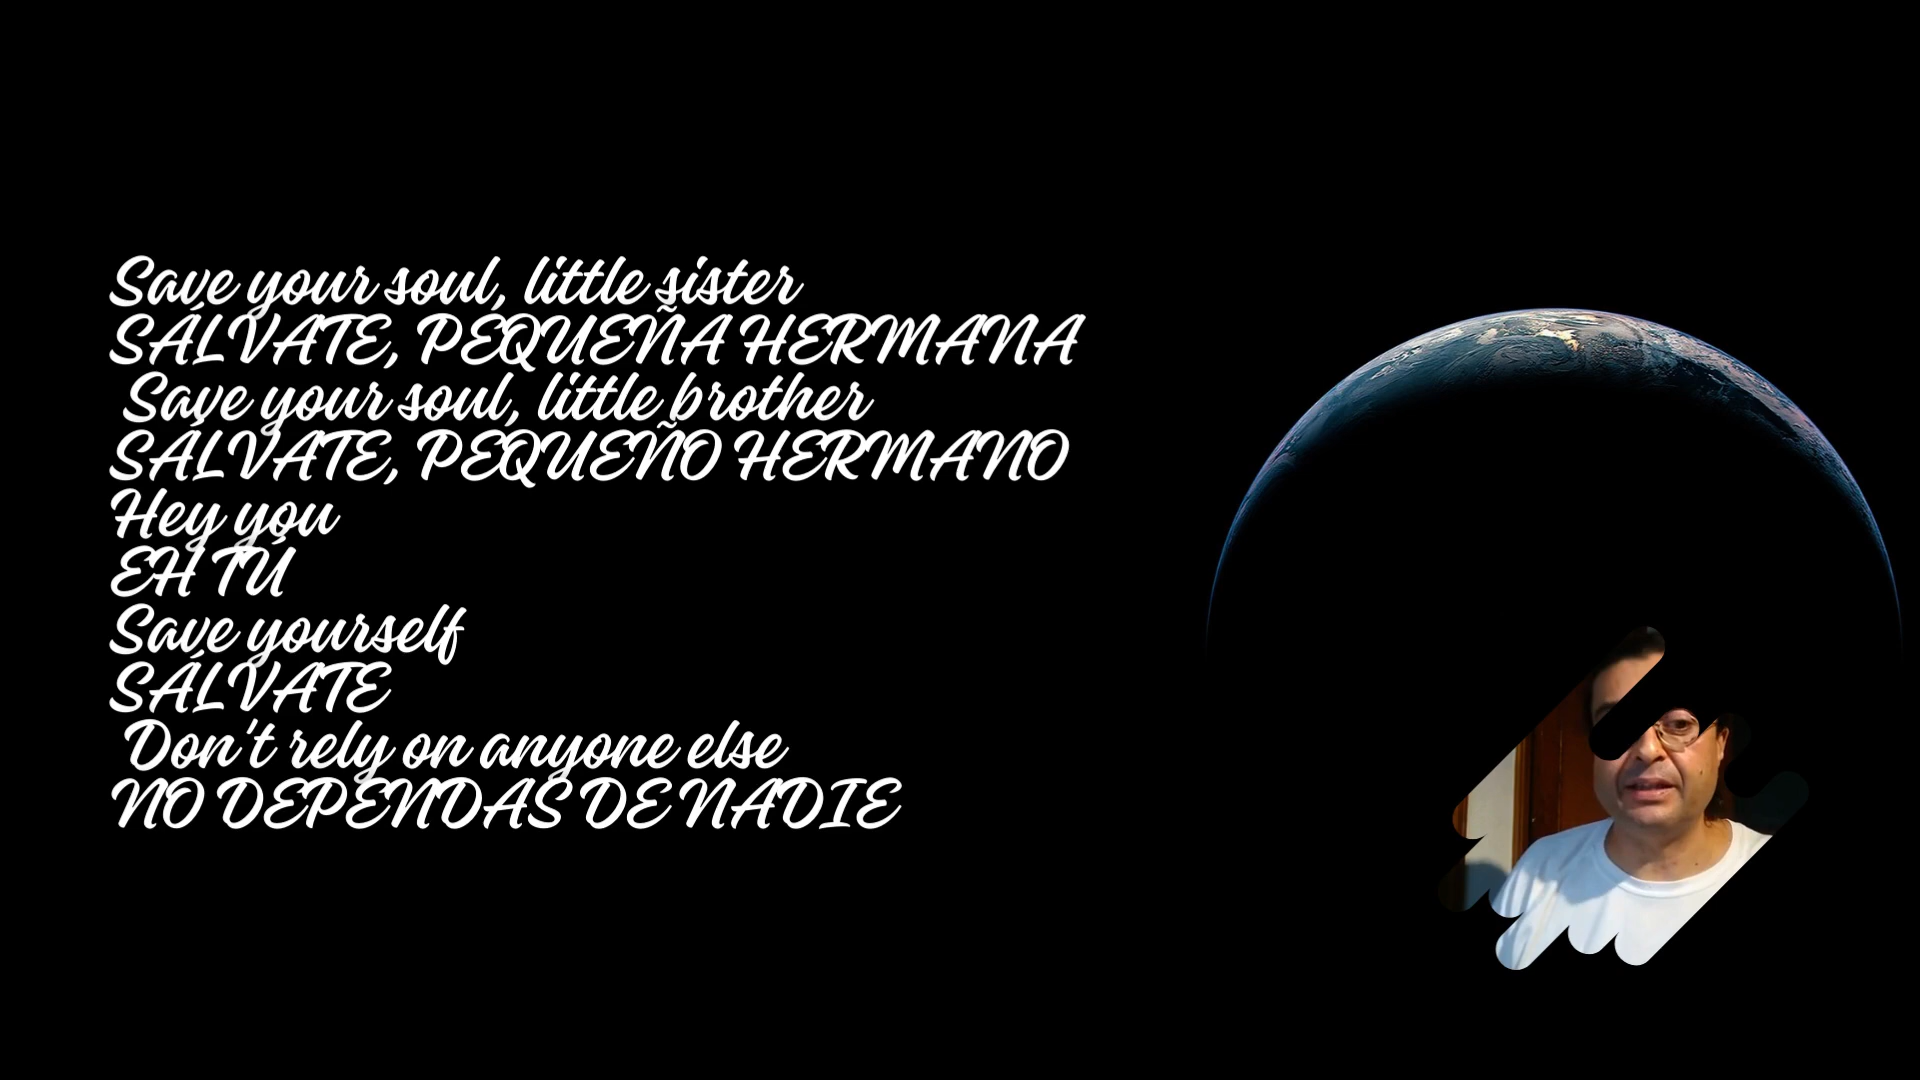 Save your soul, little sister
SÁLVATE, PEQUEÑA HERMANA
Save your soul, little brother
SÁLVATE, PEQUEÑO HERMANO
Hey you
EH TÚ
Save yourself
SÁLVATE
Don't rely on anyone else
NO DEPENDAS DE NADIE